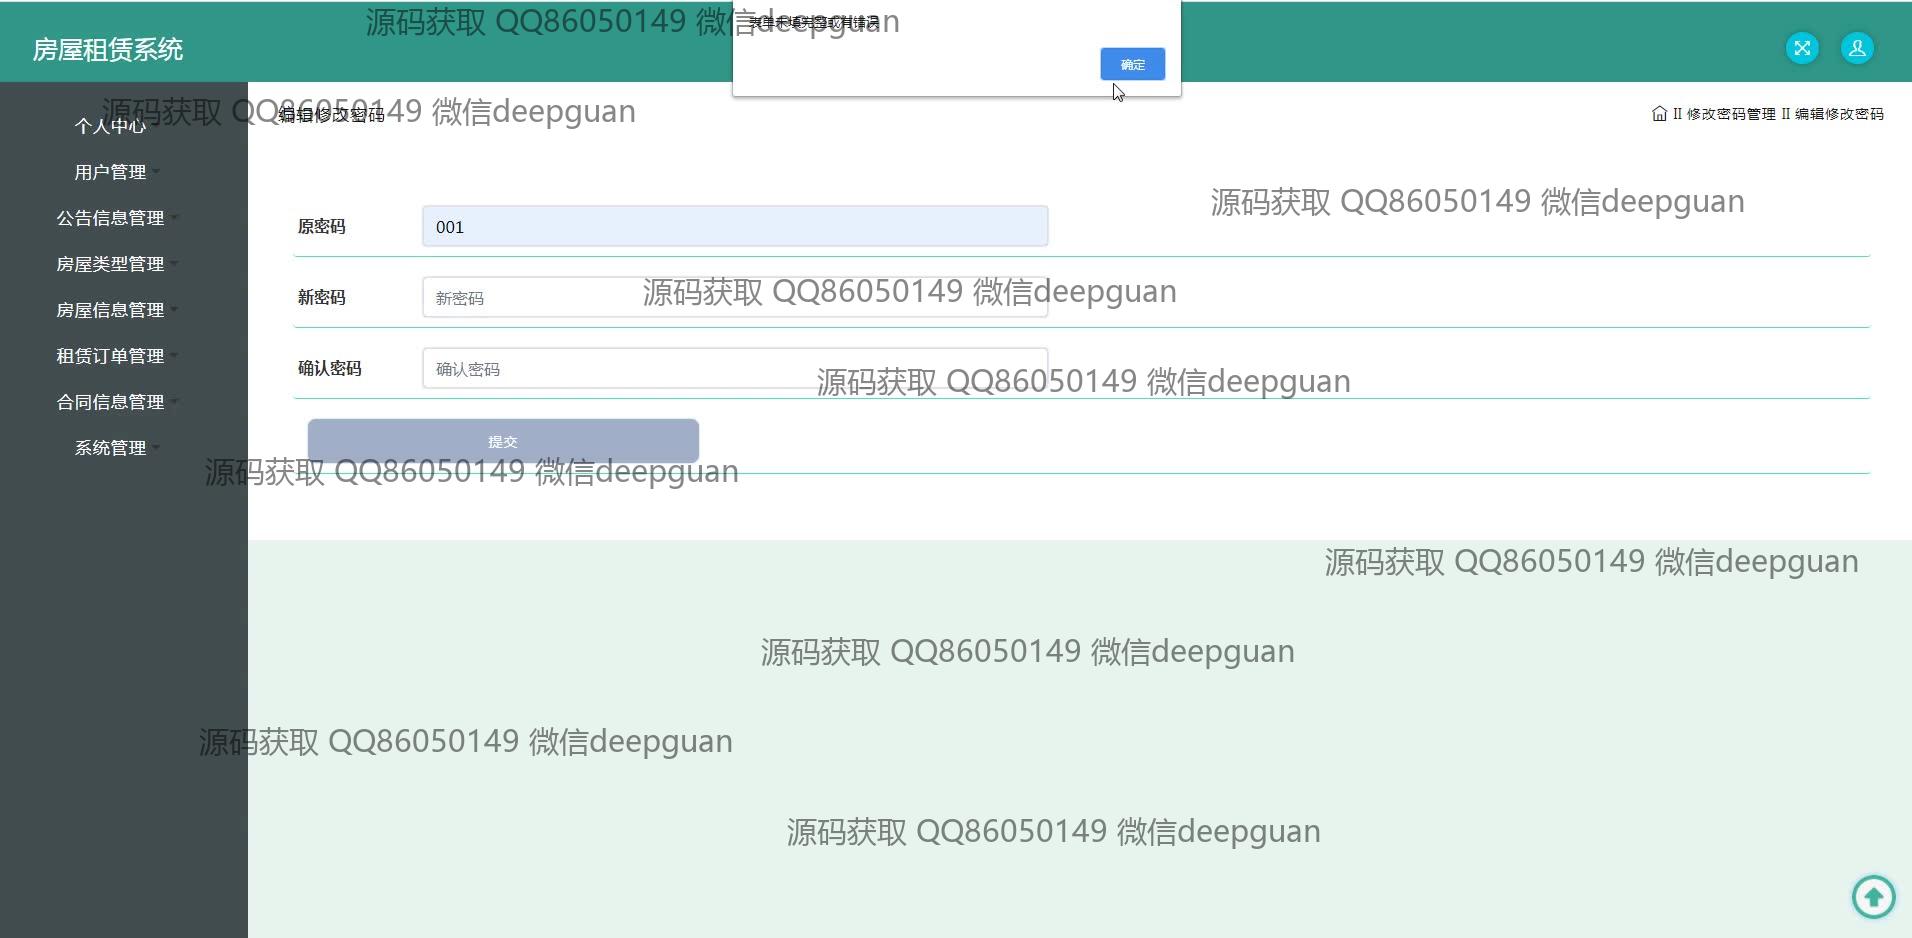 源码获取 QQ86050149 微信deepguan
表单未填完整或有错误
房屋租赁系统
确定
源码获取 QQ86050149 微信deepguan
编辑修改密码
II 修改密码管理 II 编辑修改密码
个人中心
用户管理
公告信息管理
房屋类型管理
房屋信息管理
租赁订单管理
合同信息管理
系统管理
源码获取 QQ86050149 微信deepguan
原密码
001
新密码
新密码
源码获取 QQ86050149 微信deepguan
确认密码
确认密码
源码获取 QQ86050149 微信deepguan
提交
源码获取 QQ86050149 微信deepguan
源码获取 QQ86050149 微信deepguan
源码获取 QQ86050149 微信deepguan
源码获取 QQ86050149 微信deepguan
源码获取 QQ86050149 微信deepguan